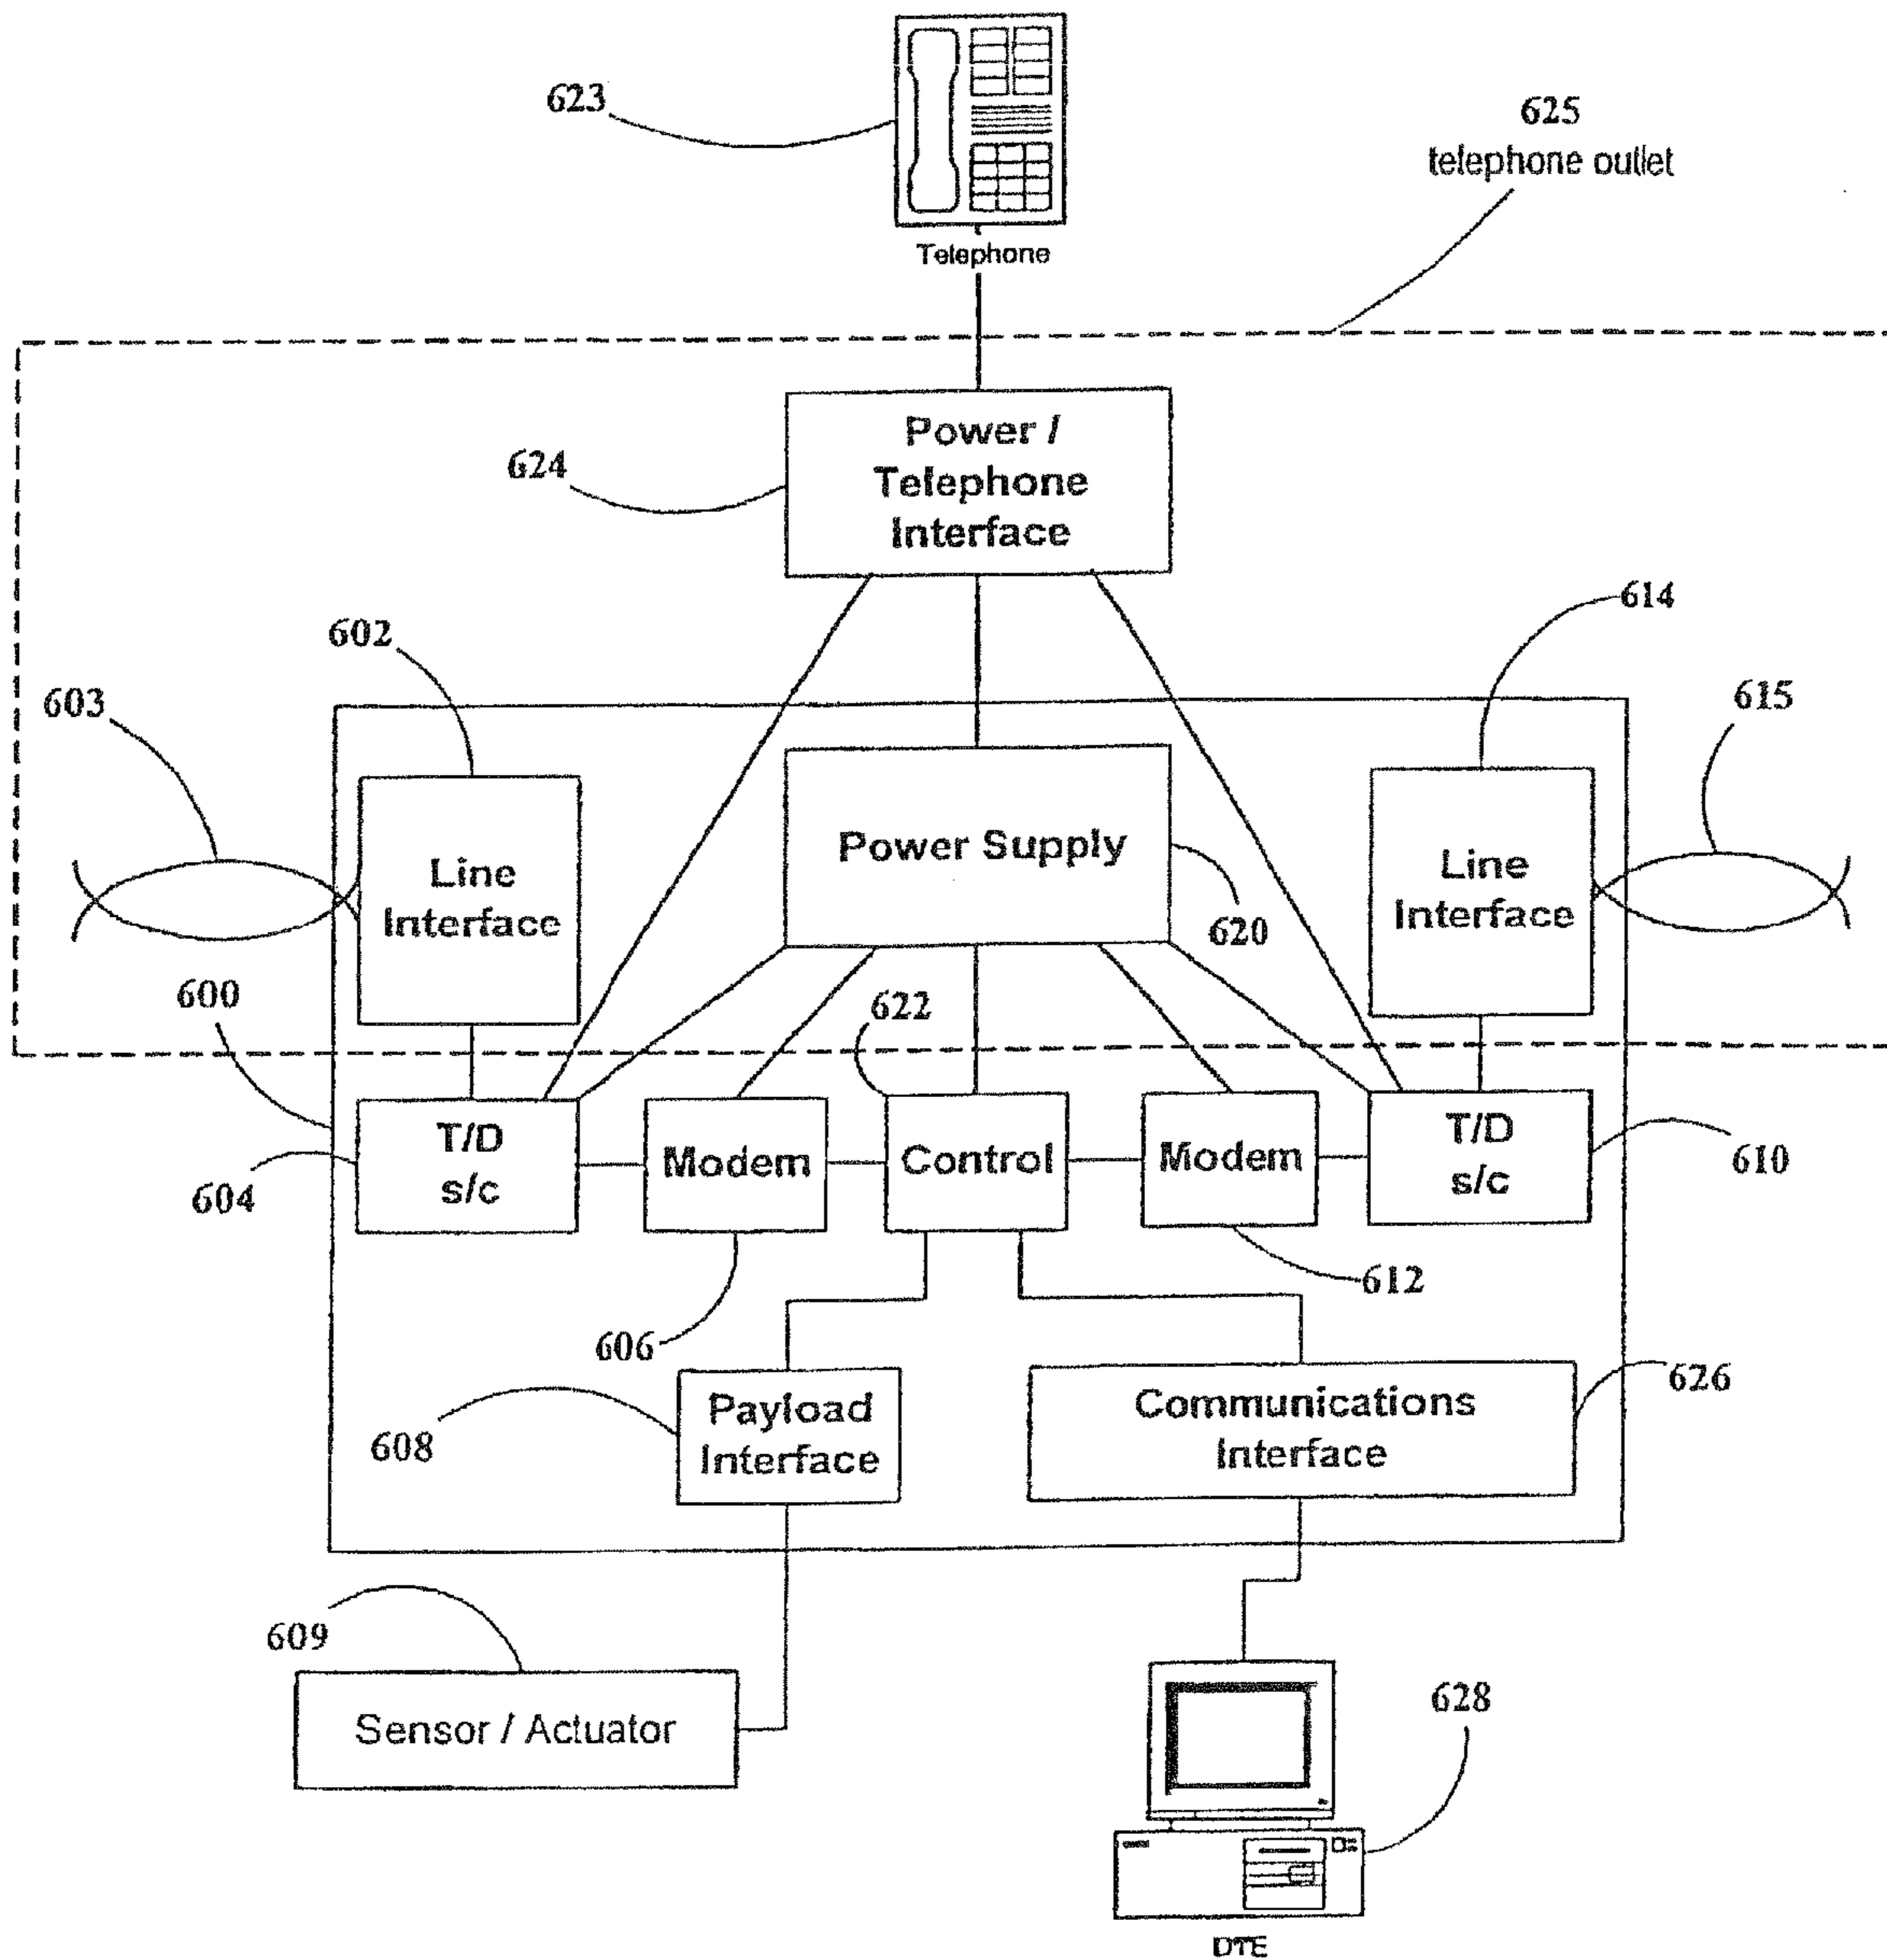 623
625
telephone outlet
Telephone
Power /
Telephone
Interface
624
602
614
603
615
Line
Interface
Power Supply
Line
Interface
620
600
622
T/D
s/c
Modem
Control
Modem
T/D
s/c
604
610
606
612
Payload
Interface
Communications
Interface
608
626
609
Sensor / Actuator
628
DTE